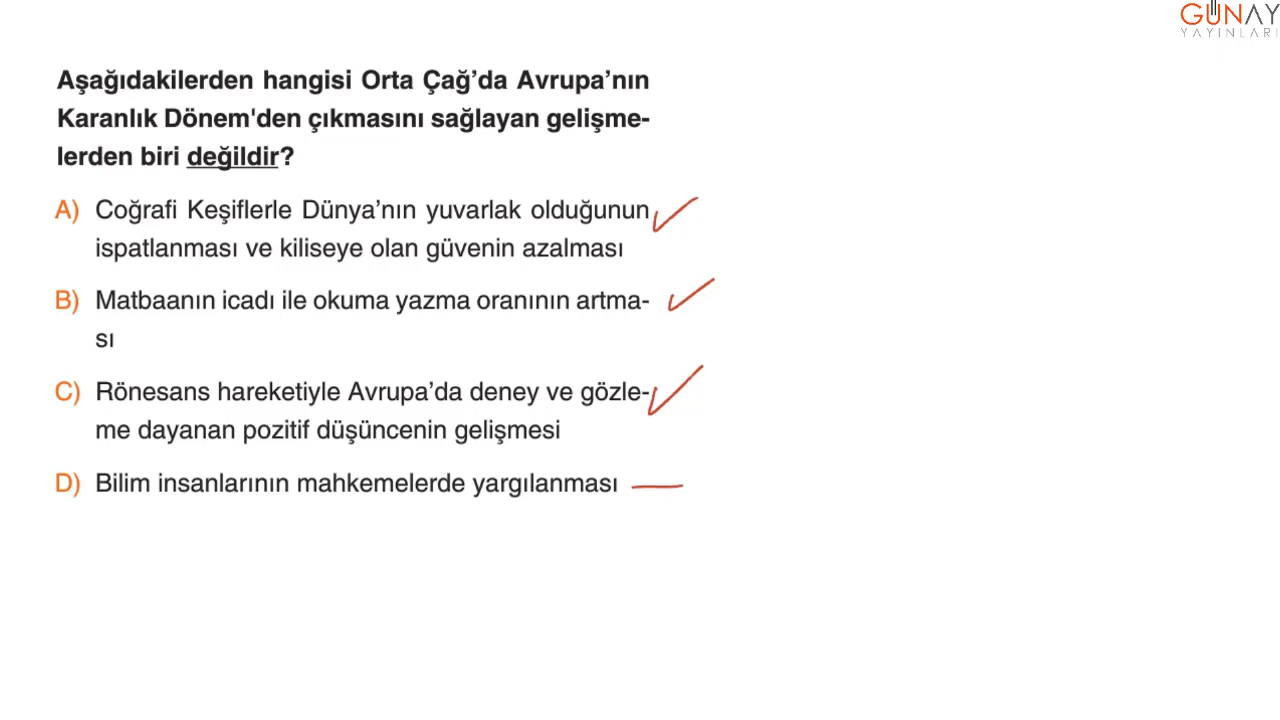 GÜNAY
YAYINLARI
Aşağıdakilerden hangisi Orta Çağ’da Avrupa’nın
Karanlık Dönem'den çıkmasını sağlayan gelişme-
lerden biri değildir?
A) Coğrafi Keşiflerle Dünya’nın yuvarlak olduğunun
ispatlanması ve kiliseye olan güvenin azalması
B) Matbaanın icadı ile okuma yazma oranının artma-
sı
C) Rönesans hareketiyle Avrupa’da deney ve gözle-
me dayanan pozitif düşüncenin gelişmesi
D) Bilim insanlarının mahkemelerde yargılanması